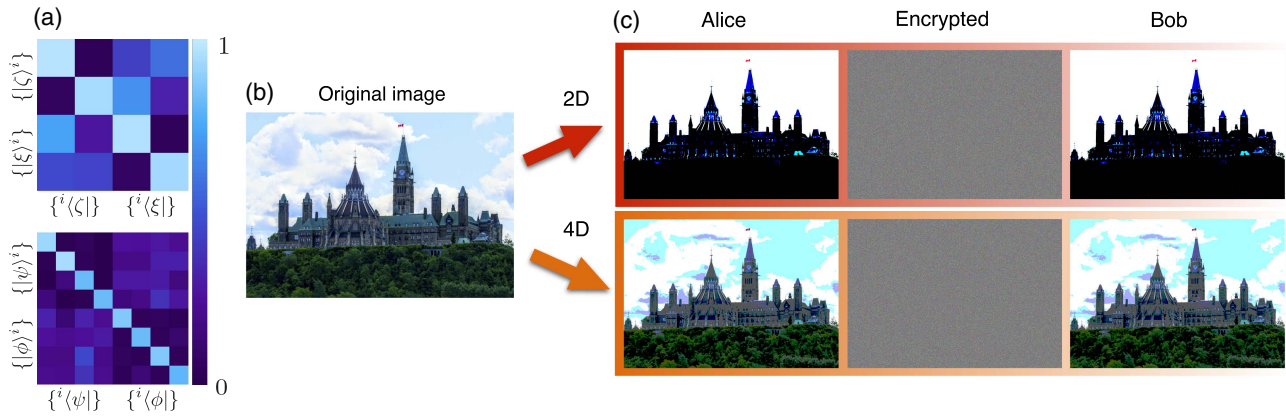 (a)
1
{|ζ⟩ⁱ}
{|ξ⟩ⁱ}
{ⁱ⟨ζ|} {ⁱ⟨ξ|}
{|ψ⟩ⁱ}
{|ϕ⟩ⁱ}
{ⁱ⟨ψ|} {ⁱ⟨ϕ|}
0
(b)
Original image
2D
4D
(c)
Alice Encrypted Bob